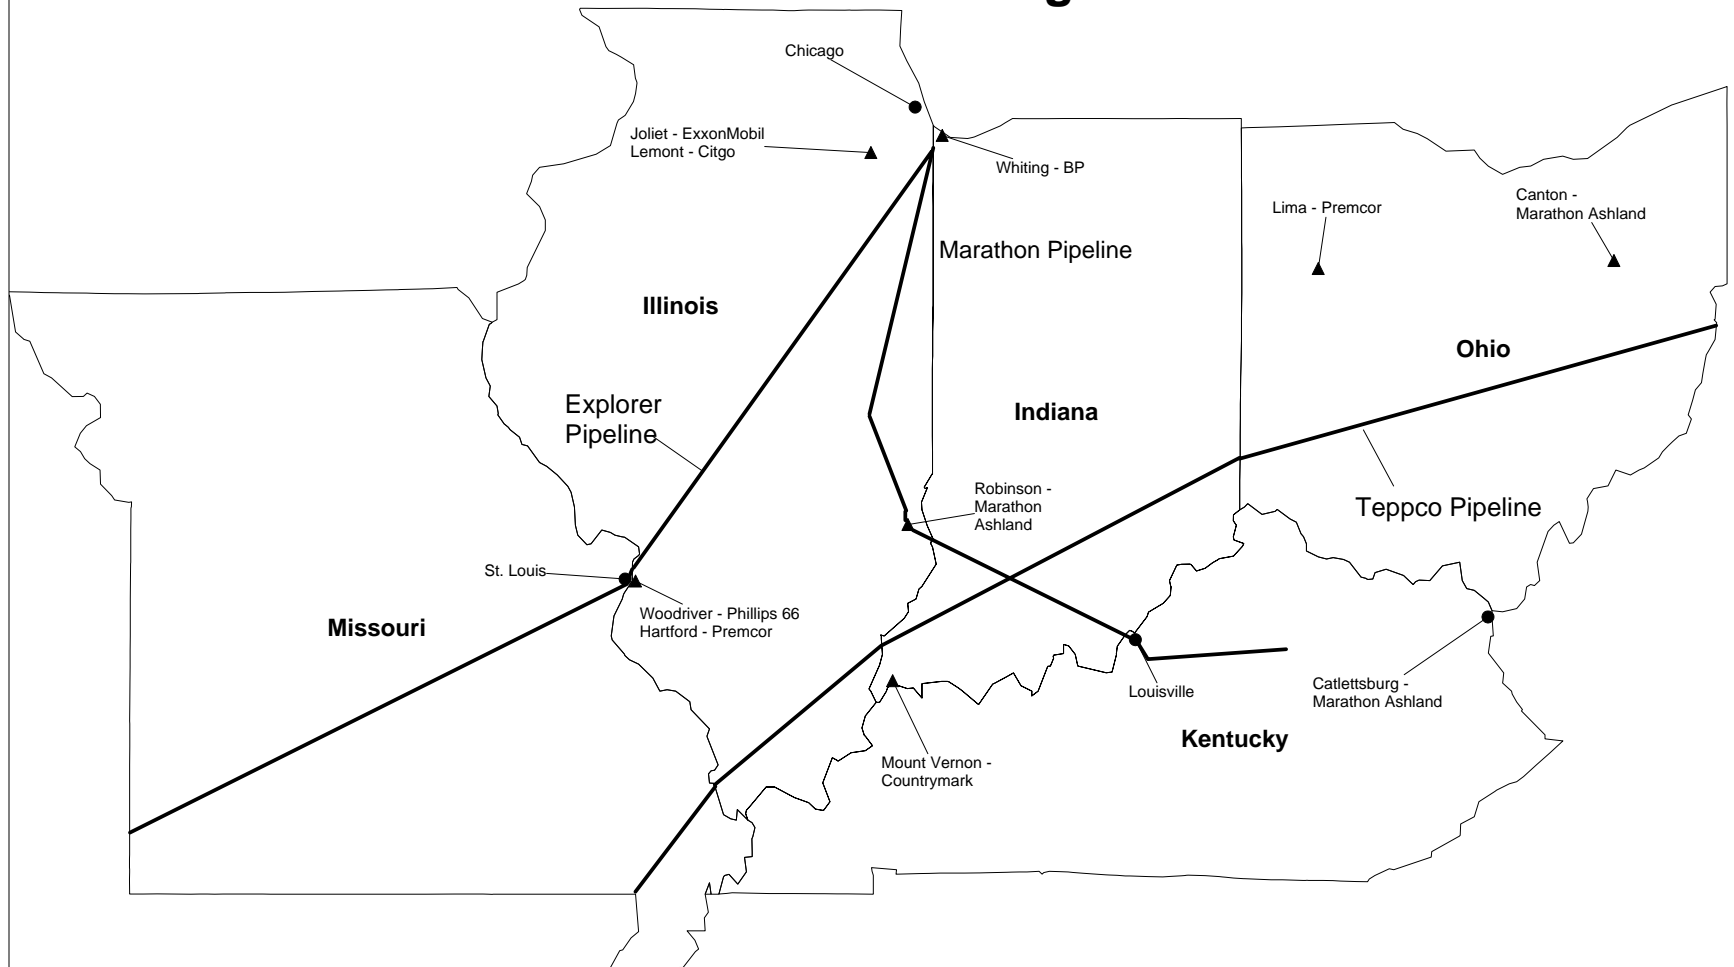 g
Chicago
Joliet - ExxonMobil
Lemont - Citgo
Whiting - BP
Lima - Premcor
Canton -
Marathon Ashland
Marathon Pipeline
Illinois
Ohio
Explorer
Pipeline
Indiana
Robinson -
Marathon
Ashland
Teppco Pipeline
St. Louis
Woodriver - Phillips 66
Hartford - Premcor
Missouri
Louisville
Catlettsburg -
Marathon Ashland
Kentucky
Mount Vernon -
Countrymark